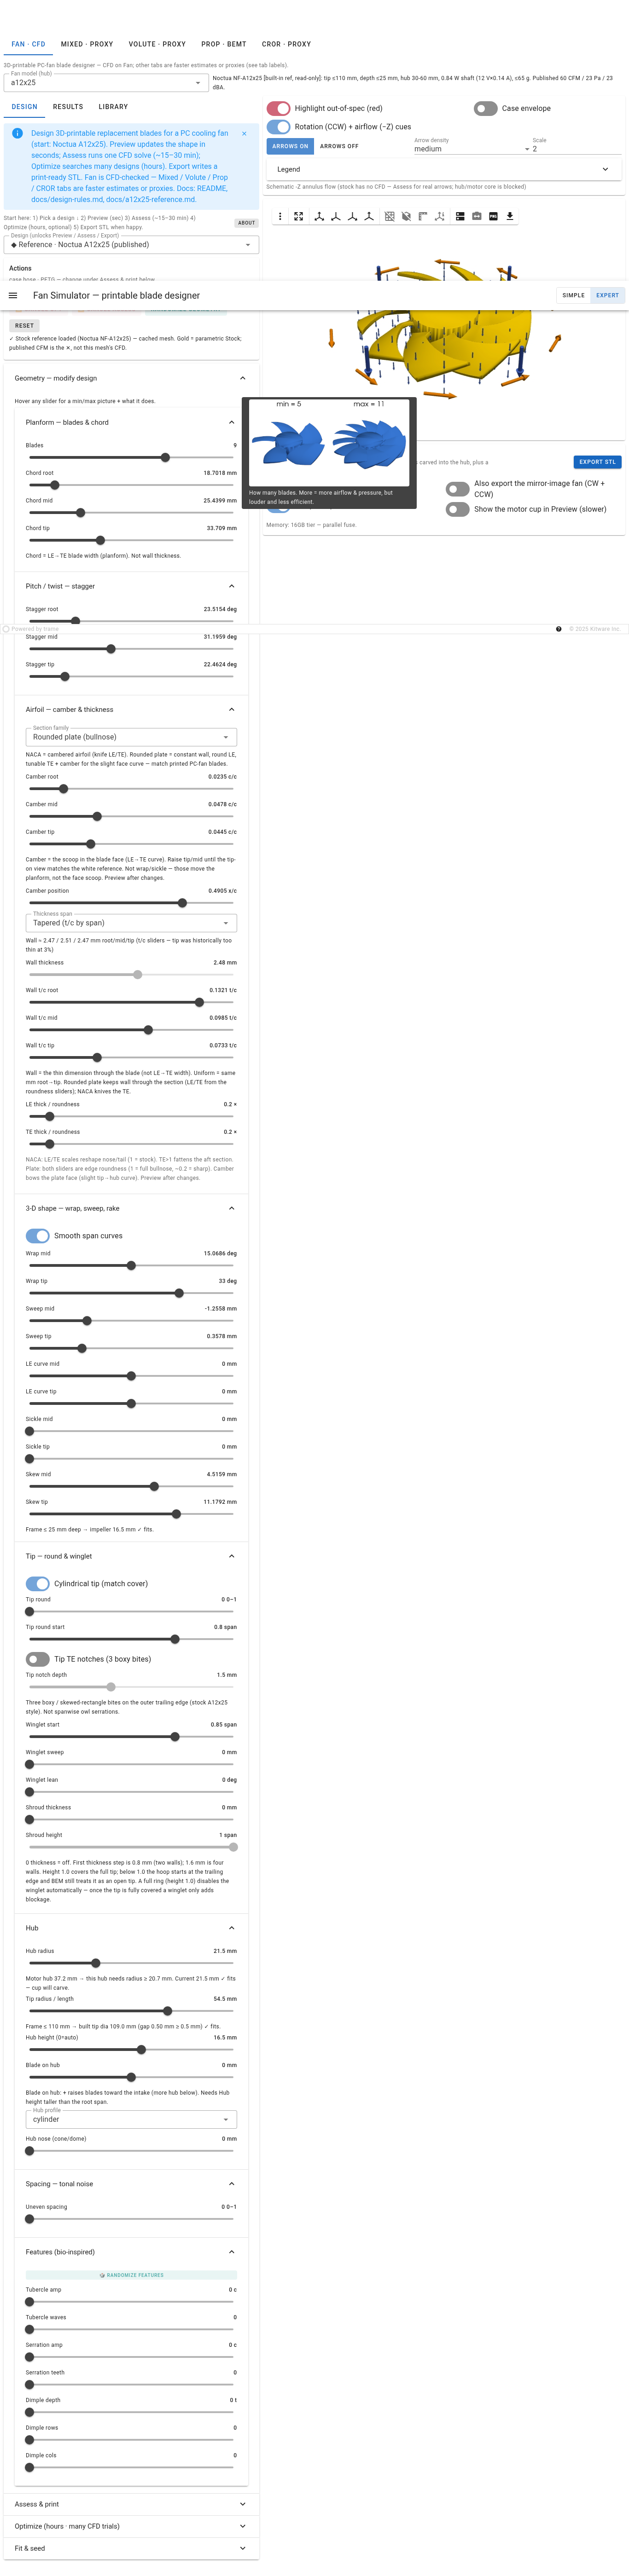 FAN · CFD
MIXED · PROXY
VOLUTE · PROXY
PROP · BEMT
CROR · PROXY
3D-printable PC-fan blade designer — CFD on Fan; other tabs are faster estimates or proxies (see tab labels).
Fan model (hub)
a12x25
Noctua NF-A12x25 [built-in ref, read-only]: tip ≤110 mm, depth ≤25 mm, hub 30-60 mm, 0.84 W shaft (12 V×0.14 A), ≤65 g. Published 60 CFM / 23 Pa / 23
dBA.
DESIGN
RESULTS
LIBRARY
Design 3D-printable replacement blades for a PC cooling fan
(start: Noctua A12x25). Preview updates the shape in
seconds; Assess runs one CFD solve (~15–30 min);
Optimize searches many designs (hours). Export writes a
print-ready STL. Fan is CFD-checked — Mixed / Volute / Prop
/ CROR tabs are faster estimates or proxies. Docs: README,
docs/design-rules.md, docs/a12x25-reference.md.
Start here: 1) Pick a design ↓ 2) Preview (sec) 3) Assess (~15–30 min) 4)
Optimize (hours, optional) 5) Export STL when happy.
ABOUT
Design (unlocks Preview / Assess / Export)
◆ Reference · Noctua A12x25 (published)
Actions
Highlight out-of-spec (red)
Case envelope
Rotation (CCW) + airflow (−Z) cues
ARROWS ON
ARROWS OFF
Arrow density
medium
Scale
2
Legend
Schematic -Z annulus flow (stock has no CFD — Assess for real arrows; hub/motor core is blocked)
Fan Simulator — printable blade designer
SIMPLE
EXPERT
RESET
✓ Stock reference loaded (Noctua NF-A12x25) — cached mesh. Gold = parametric Stock;
published CFM is the ✕, not this mesh's CFD.
Geometry — modify design
Hover any slider for a min/max picture + what it does.
min = 5
max = 11
How many blades. More = more airflow & pressure, but
louder and less efficient.
s carved into the hub, plus a
EXPORT STL
Also export the mirror-image fan (CW +
CCW)
Show the motor cup in Preview (slower)
Memory: 16GB tier — parallel fuse.
Planform — blades & chord
Blades 9
Chord root 18.7018 mm
Chord mid 25.4399 mm
Chord tip 33.709 mm
Chord = LE→TE blade width (planform). Not wall thickness.
Pitch / twist — stagger
Stagger root 23.5154 deg
Powered by trame
© 2025 Kitware Inc.
Stagger mid 31.1959 deg
Stagger tip 22.4624 deg
Airfoil — camber & thickness
Section family
Rounded plate (bullnose)
NACA = cambered airfoil (knife LE/TE). Rounded plate = constant wall, round LE,
tunable TE + camber for the slight face curve — match printed PC-fan blades.
Camber root 0.0235 c/c
Camber mid 0.0478 c/c
Camber tip 0.0445 c/c
Camber = the scoop in the blade face (LE→TE curve). Raise tip/mid until the tip-
on view matches the white reference. Not wrap/sickle — those move the
planform, not the face scoop. Preview after changes.
Camber position 0.4905 x/c
Thickness span
Tapered (t/c by span)
Wall ≈ 2.47 / 2.51 / 2.47 mm root/mid/tip (t/c sliders — tip was historically too
thin at 3%)
Wall thickness 2.48 mm
Wall t/c root 0.1321 t/c
Wall t/c mid 0.0985 t/c
Wall t/c tip 0.0733 t/c
Wall = the thin dimension through the blade (not LE→TE width). Uniform = same
mm root→tip. Rounded plate keeps wall through the section (LE/TE from the
roundness sliders); NACA knives the TE.
LE thick / roundness 0.2 ×
TE thick / roundness 0.2 ×
NACA: LE/TE scales reshape nose/tail (1 = stock). TE>1 fattens the aft section.
Plate: both sliders are edge roundness (1 = full bullnose, ~0.2 = sharp). Camber
bows the plate face (slight tip→hub curve). Preview after changes.
3-D shape — wrap, sweep, rake
Smooth span curves
Wrap mid 15.0686 deg
Wrap tip 33 deg
Sweep mid -1.2558 mm
Sweep tip 0.3578 mm
LE curve mid 0 mm
LE curve tip 0 mm
Sickle mid 0 mm
Sickle tip 0 mm
Skew mid 4.5159 mm
Skew tip 11.1792 mm
Frame ≤ 25 mm deep → impeller 16.5 mm ✓ fits.
Tip — round & winglet
Cylindrical tip (match cover)
Tip round 0 0–1
Tip round start 0.8 span
Tip TE notches (3 boxy bites)
Tip notch depth 1.5 mm
Three boxy / skewed-rectangle bites on the outer trailing edge (stock A12x25
style). Not spanwise owl serrations.
Winglet start 0.85 span
Winglet sweep 0 mm
Winglet lean 0 deg
Shroud thickness 0 mm
Shroud height 1 span
0 thickness = off. First thickness step is 0.8 mm (two walls); 1.6 mm is four
walls. Height 1.0 covers the full tip; below 1.0 the hoop starts at the trailing
edge and BEM still treats it as an open tip. A full ring (height 1.0) disables the
winglet automatically — once the tip is fully covered a winglet only adds
blockage.
Hub
Hub radius 21.5 mm
Motor hub 37.2 mm → this hub needs radius ≥ 20.7 mm. Current 21.5 mm ✓ fits
— cup will carve.
Tip radius / length 54.5 mm
Frame ≤ 110 mm → built tip dia 109.0 mm (gap 0.50 mm ≥ 0.5 mm) ✓ fits.
Hub height (0=auto) 16.5 mm
Blade on hub 0 mm
Blade on hub: + raises blades toward the intake (more hub below). Needs Hub
height taller than the root span.
Hub profile
cylinder
Hub nose (cone/dome) 0 mm
Spacing — tonal noise
Uneven spacing 0 0–1
Features (bio-inspired)
RANDOMIZE FEATURES
Tubercle amp 0 c
Tubercle waves 0
Serration amp 0 c
Serration teeth 0
Dimple depth 0 t
Dimple rows 0
Dimple cols 0
Assess & print
Optimize (hours · many CFD trials)
Fit & seed